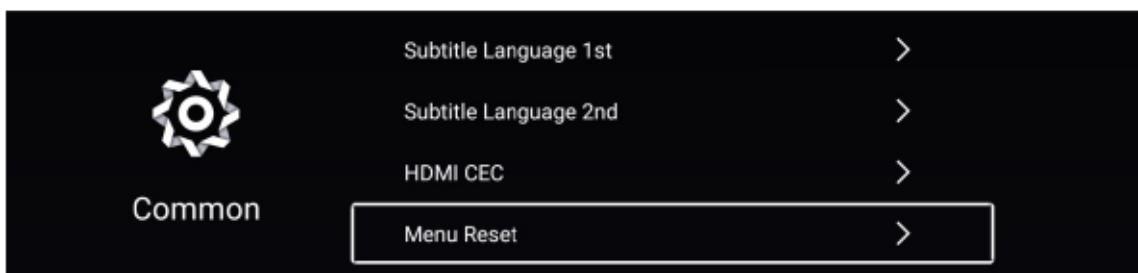 Subtitle Language 1st
Subtitle Language 2nd
HDMI CEC
Common
Menu Reset